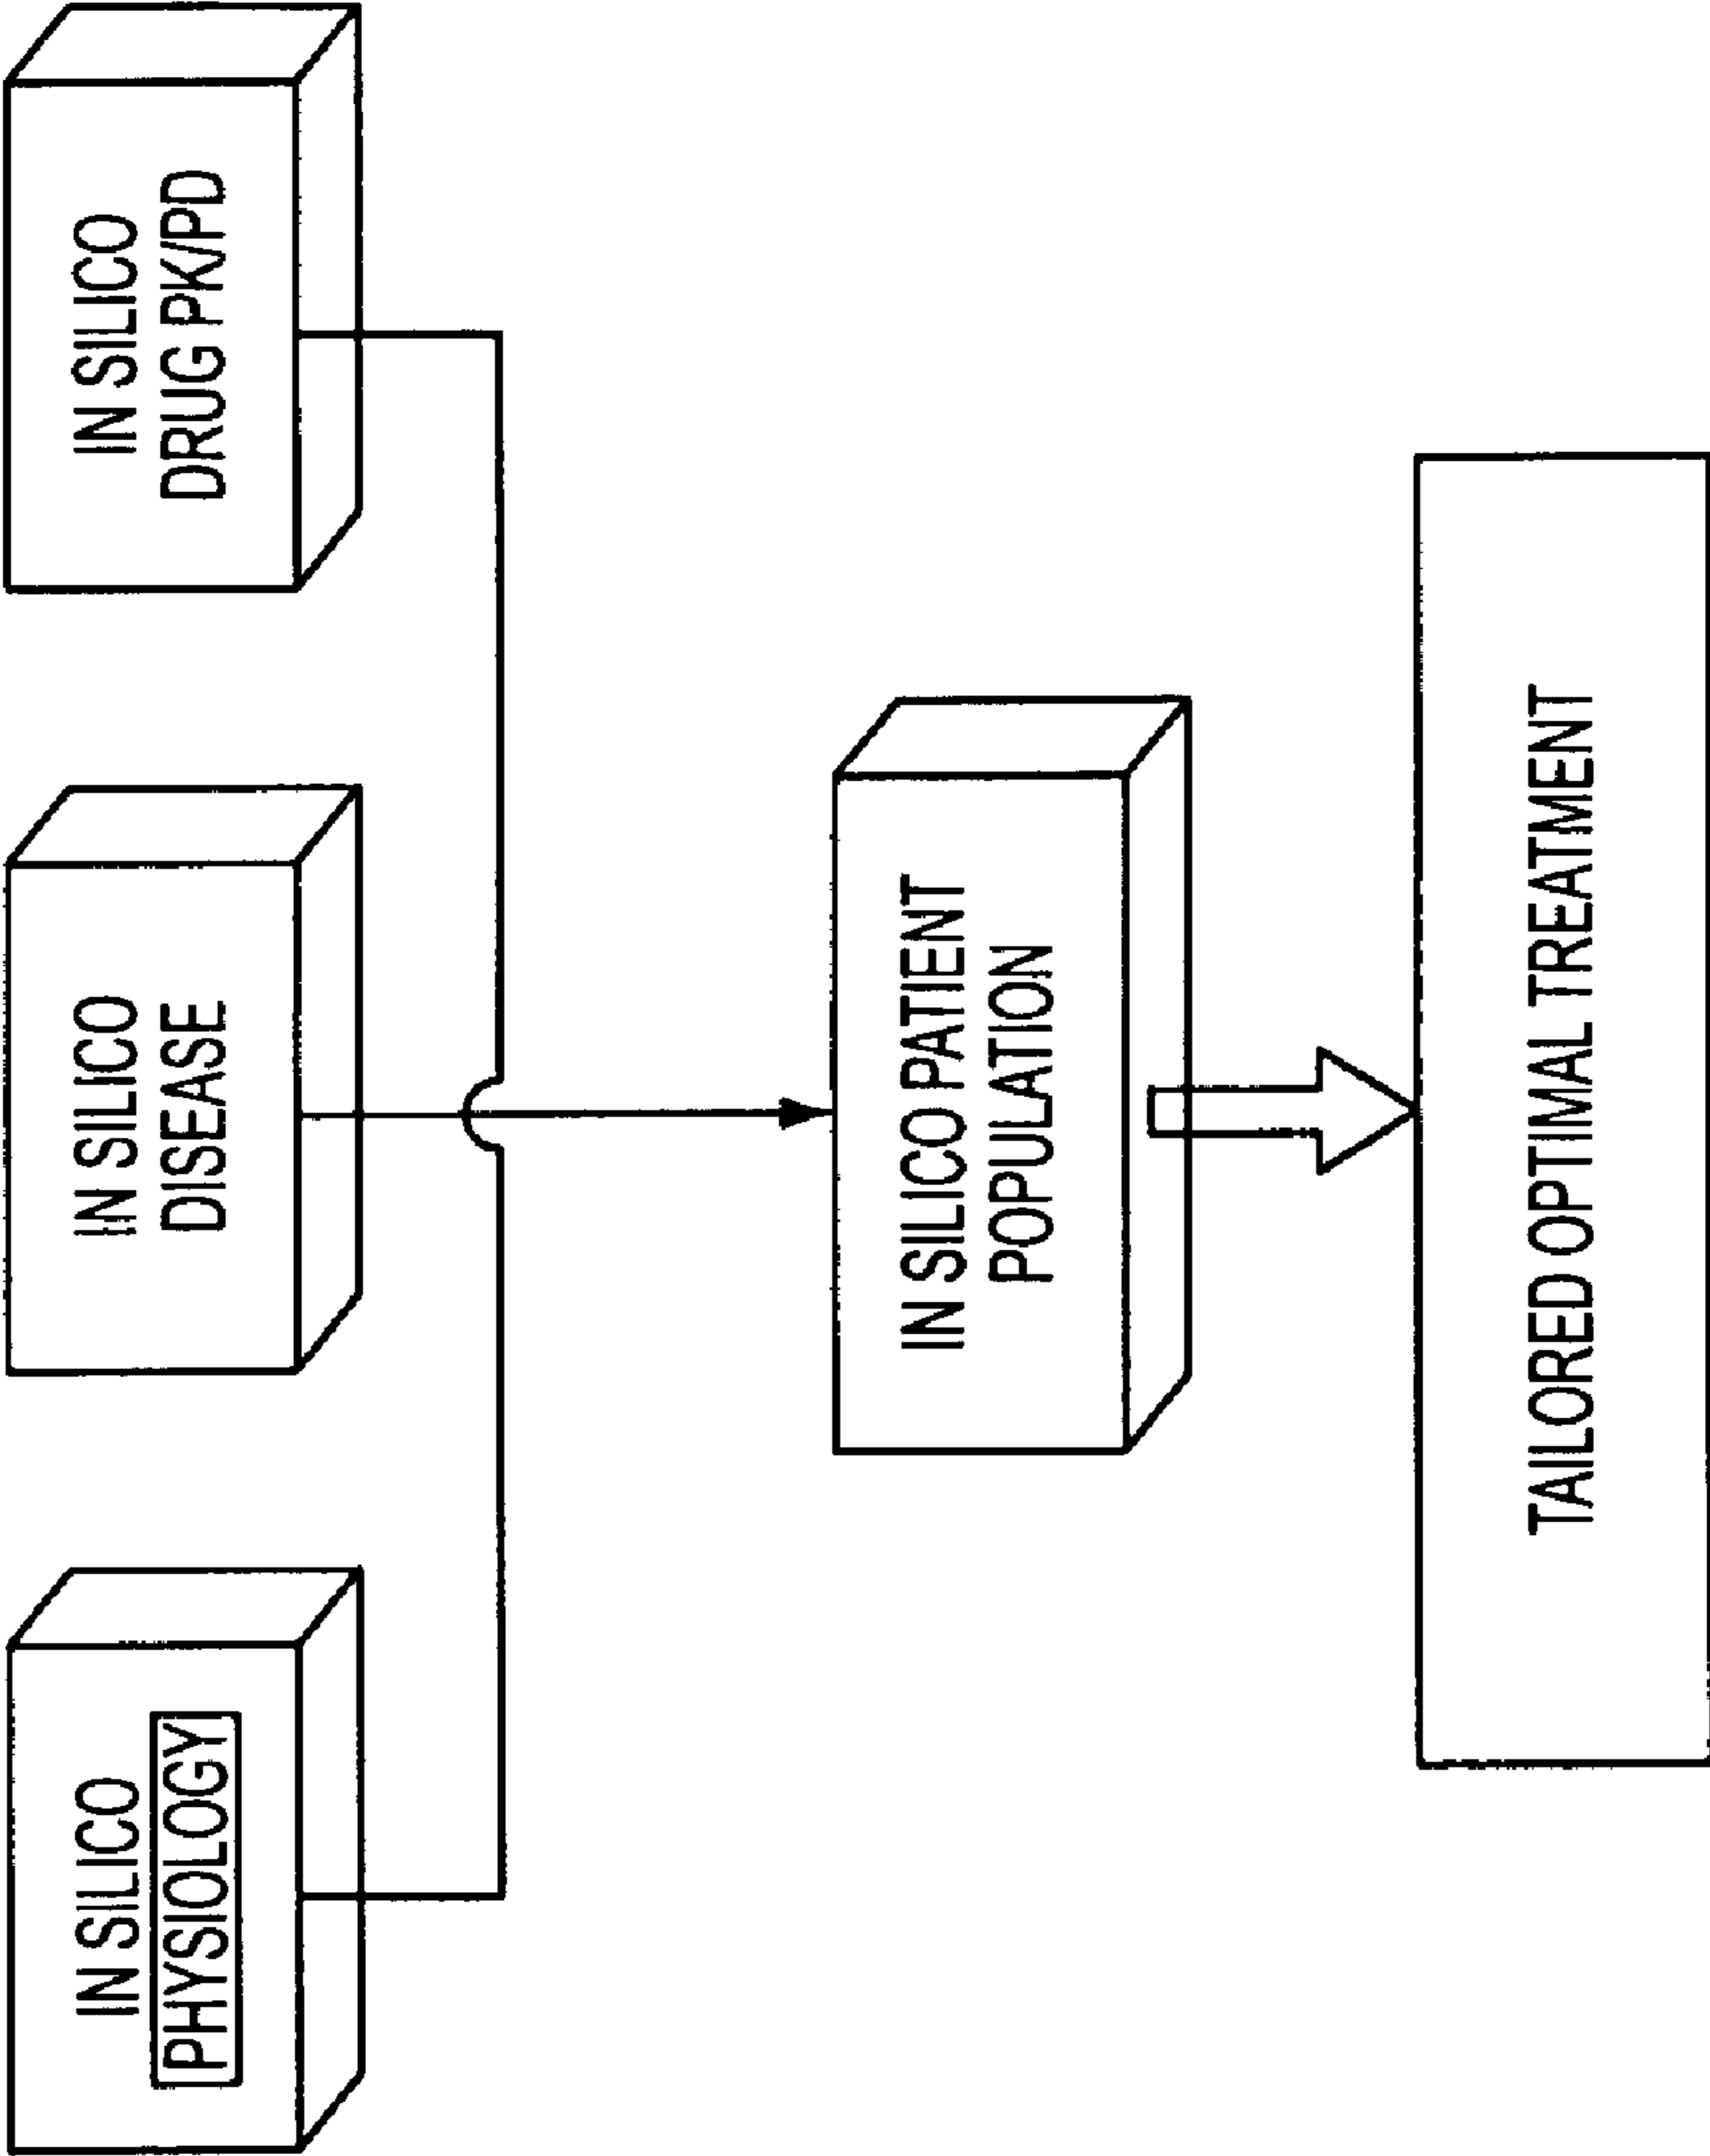 IN SILICO
PHYSIOLOGY
IN SILICO
DISEASE
IN SILICO
DRUG PK/PD
IN SILICO PATIENT
POPULATION
TAILORED OPTIMAL TREATMENT